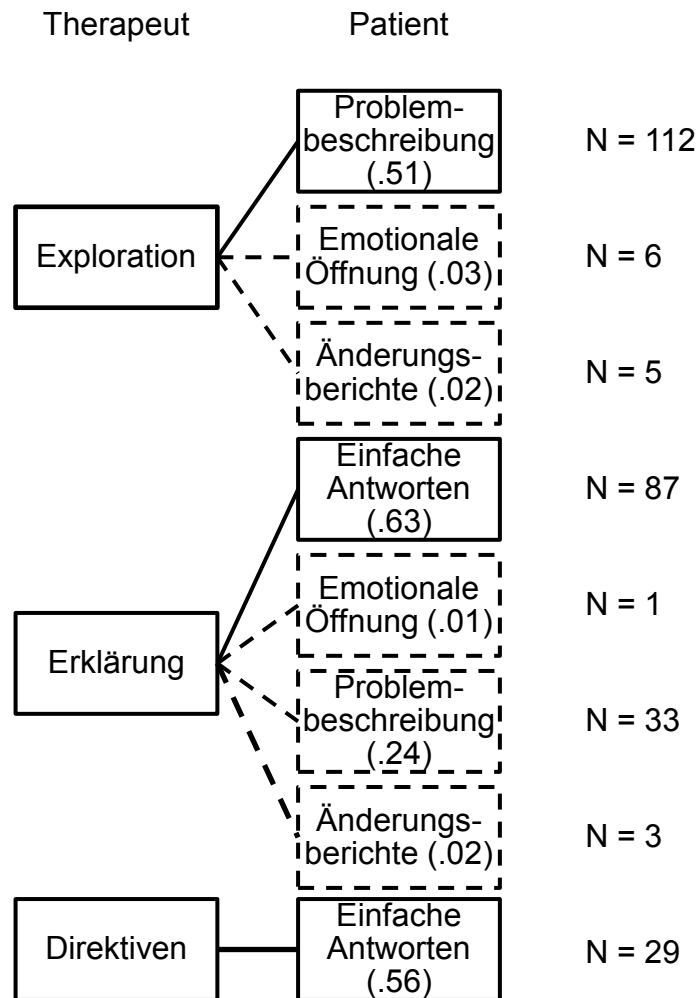 Therapeut Patient
Problem-
beschreibung
(.51)
N = 112
Exploration
Emotionale
Öffnung (.03)
N = 6
Änderungs-
berichte (.02)
N = 5
Einfache
Antworten
(.63)
N = 87
Erklärung
Emotionale
Öffnung (.01)
N = 1
Problem-
beschreibung
(.24)
N = 33
Änderungs-
berichte (.02)
N = 3
Direktiven
Einfache
Antworten
(.56)
N = 29